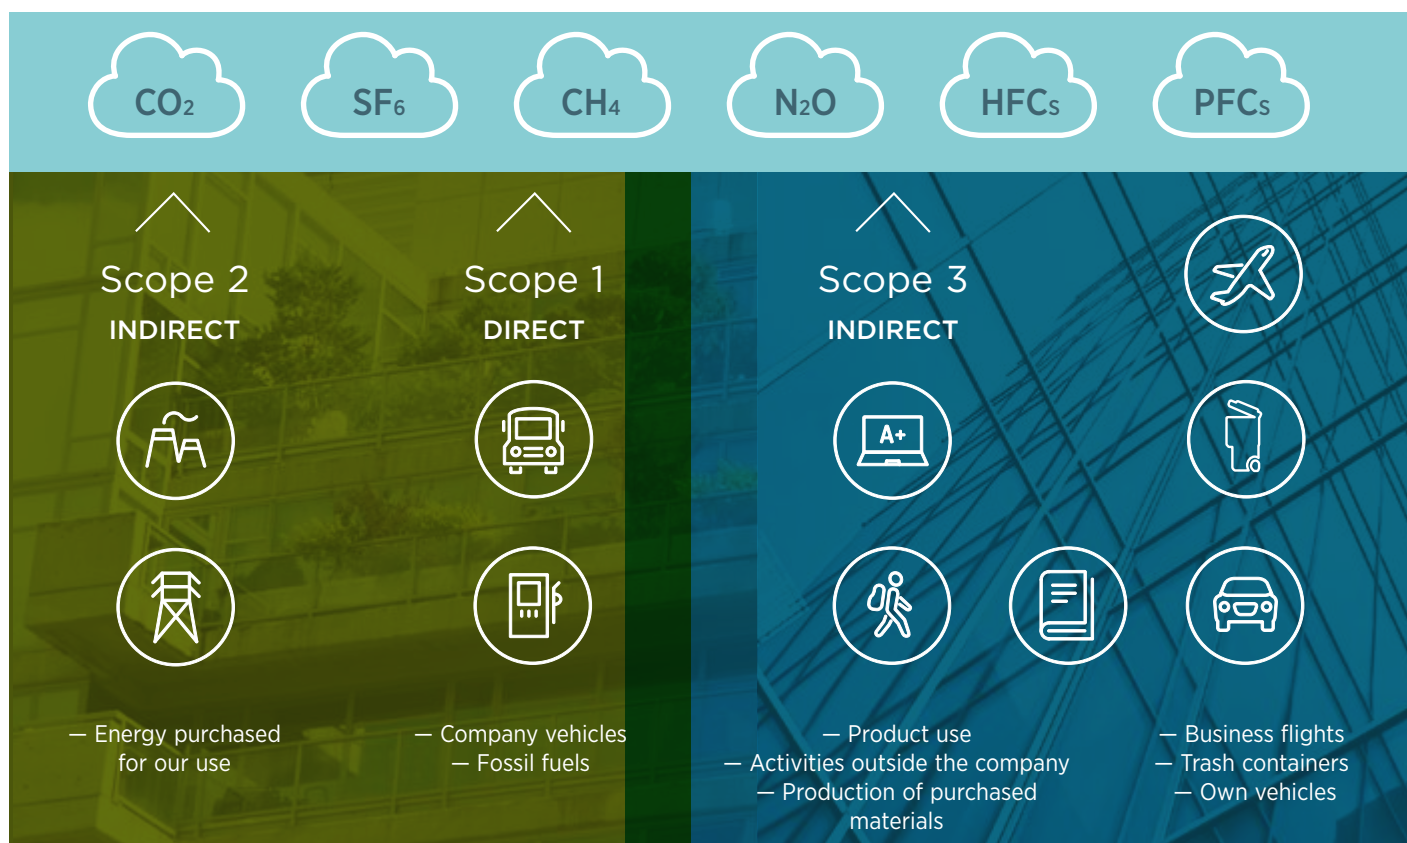 CO₂
SF₆
CH₄
N₂O
HFCs
PFCs
Scope 2
INDIRECT
— Energy purchased
for our use
Scope 1
DIRECT
— Company vehicles
— Fossil fuels
Scope 3
INDIRECT
A+
— Product use
— Activities outside the company
— Production of purchased
materials
— Business flights
— Trash containers
— Own vehicles